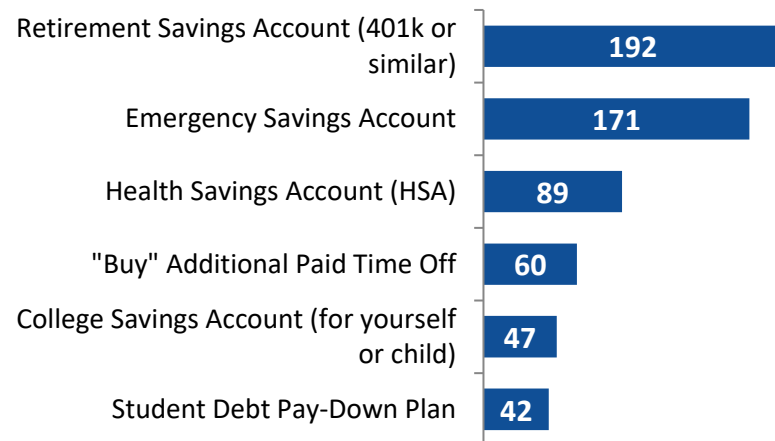 Retirement Savings Account (401k or
similar)
192
Emergency Savings Account
171
Health Savings Account (HSA)
89
"Buy" Additional Paid Time Off
60
College Savings Account (for yourself
or child)
47
Student Debt Pay-Down Plan
42